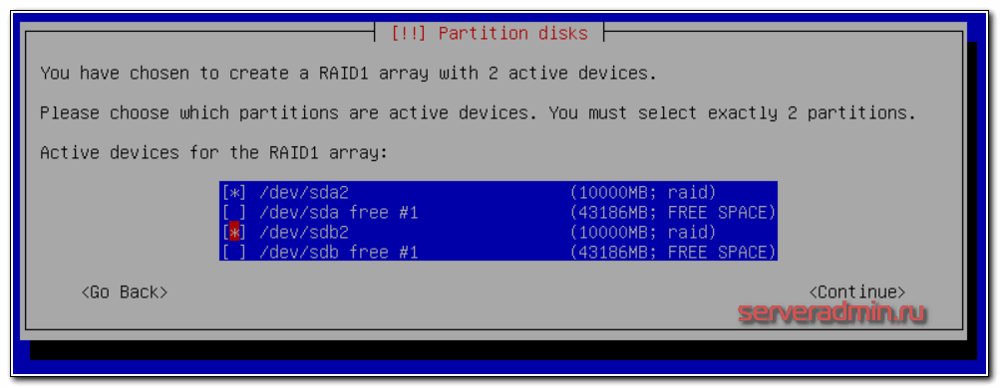 [!!] Partition disks
You have chosen to create a RAID1 array with 2 active devices.
Please choose which partitions are active devices. You must select exactly 2 partitions.
Active devices for the RAID1 array:
[*] /dev/sda2 (10000MB; raid)
[ ] /dev/sda free #1 (43186MB; FREE SPACE)
[*] /dev/sdb2 (10000MB; raid)
[ ] /dev/sdb free #1 (43186MB; FREE SPACE)
<Go Back> <Continue>
serveradmin.ru